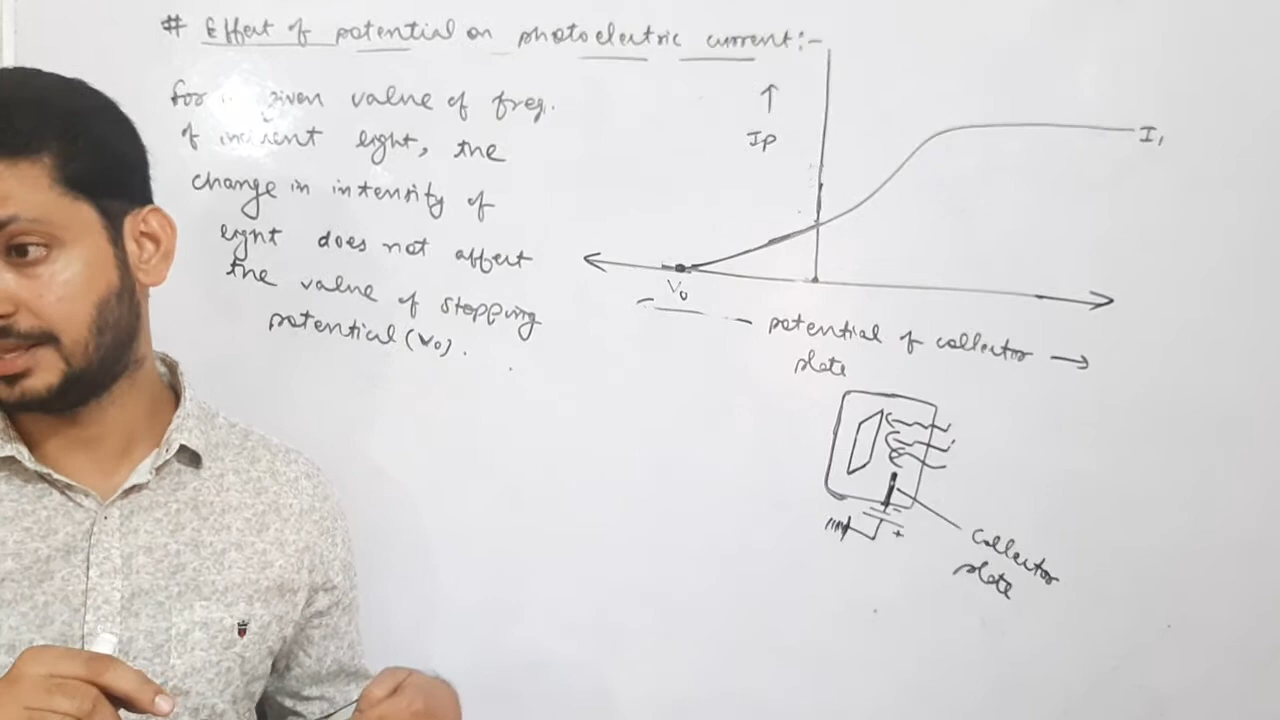 # Effect of potential on photoelectric current:-
for given value of freq.
of incident light, the
change in intensity of
light does not affect
the value of stopping
potential (V₀).
↑
Ip
I₁
V₀
← — — — potential of collector →
plate
+
Collector
plate